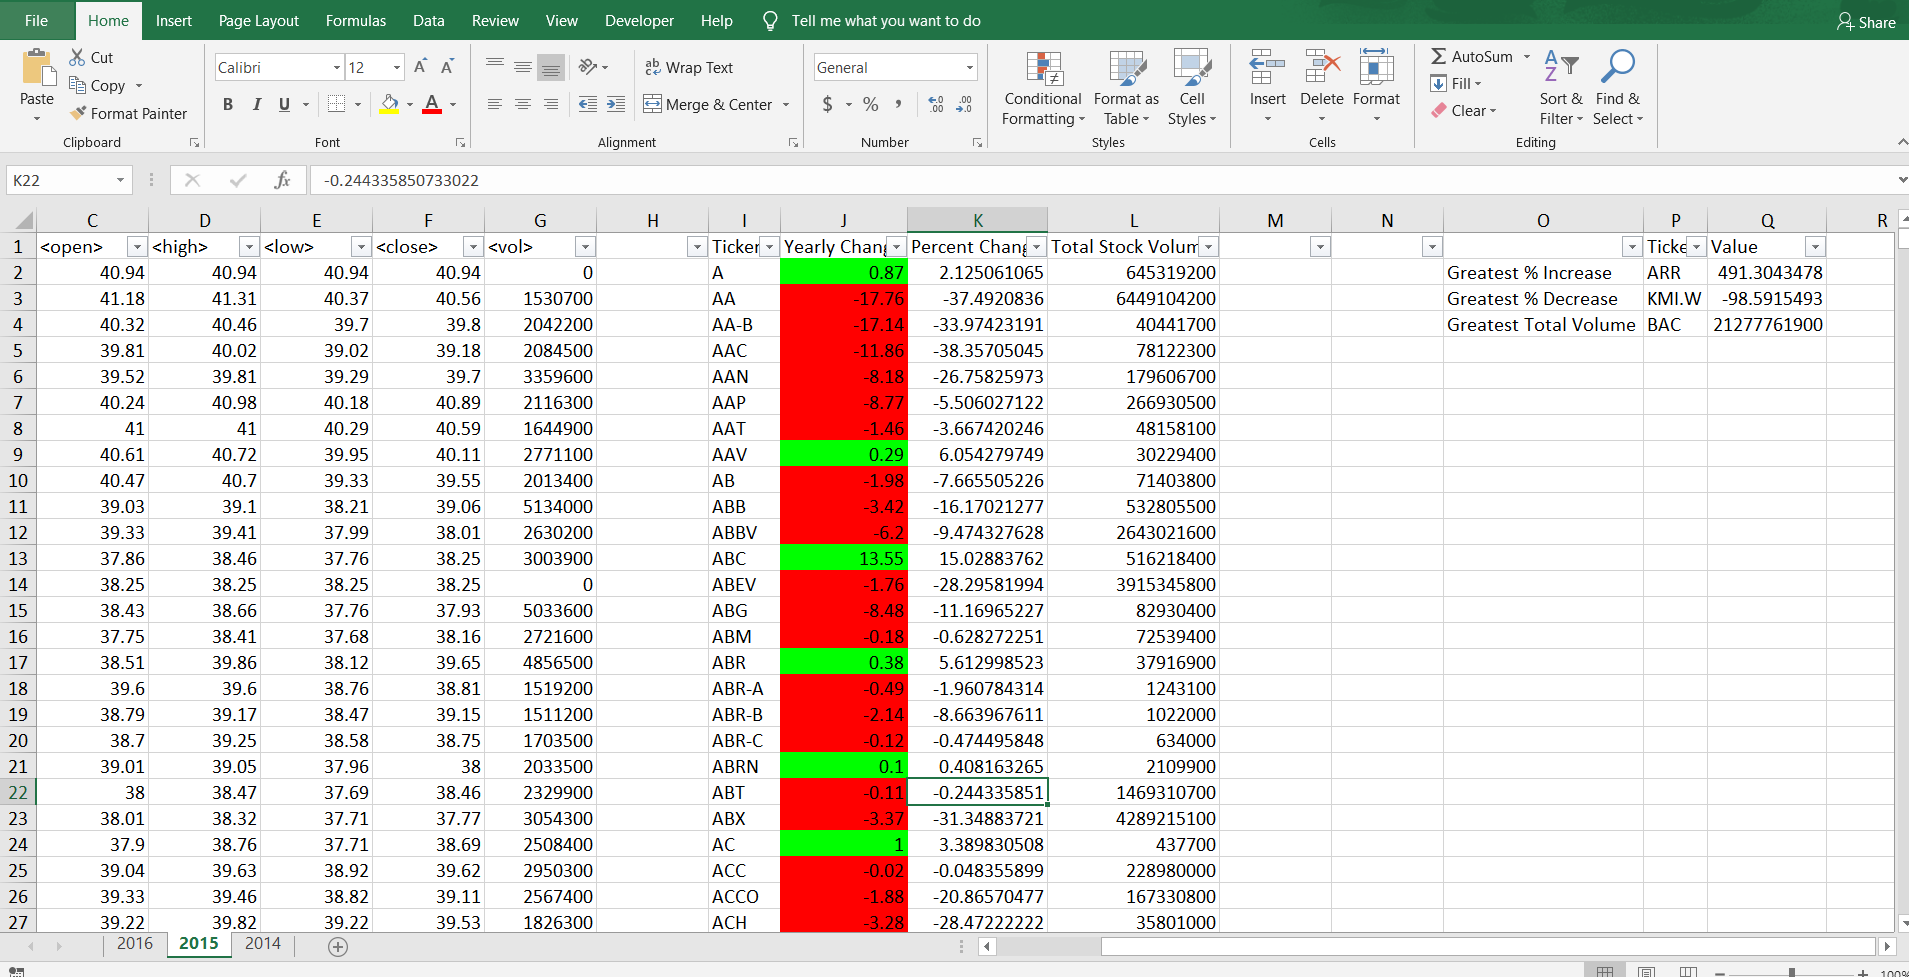 File Home Insert Page Layout Formulas Data Review View Developer Help Tell me what you want to do Share
Paste
Cut
Copy
Format Painter
Clipboard
Calibri 12
B I U A
Font
Wrap Text
Merge & Center
Alignment
General
$ % ,
Number
Conditional Formatting
Format as Table
Cell Styles
Styles
Insert Delete Format
Cells
AutoSum
Fill
Clear
Sort & Filter
Find & Select
Editing
K22 fx -0.244335850733022
C D E F G H I J K L M N O P Q R
1 <open> <high> <low> <close> <vol> Ticker Yearly Chang Percent Chang Total Stock Volum Ticke Value
2 40.94 40.94 40.94 40.94 0 A 0.87 2.125061065 645319200 Greatest % Increase ARR 491.3043478
3 41.18 41.31 40.37 40.56 1530700 AA -17.76 -37.4920836 6449104200 Greatest % Decrease KMI.W -98.5915493
4 40.32 40.46 39.7 39.8 2042200 AA-B -17.14 -33.97423191 40441700 Greatest Total Volume BAC 21277761900
5 39.81 40.02 39.02 39.18 2084500 AAC -11.86 -38.35705045 78122300
6 39.52 39.81 39.29 39.7 3359600 AAN -8.18 -26.75825973 179606700
7 40.24 40.98 40.18 40.89 2116300 AAP -8.77 -5.506027122 266930500
8 41 41 40.29 40.59 1644900 AAT -1.46 -3.667420246 48158100
9 40.61 40.72 39.95 40.11 2771100 AAV 0.29 6.054279749 30229400
10 40.47 40.7 39.33 39.55 2013400 AB -1.98 -7.665505226 71403800
11 39.03 39.1 38.21 39.06 5134000 ABB -3.42 -16.17021277 532805500
12 39.33 39.41 37.99 38.01 2630200 ABBV -6.2 -9.474327628 2643021600
13 37.86 38.46 37.76 38.25 3003900 ABC 13.55 15.02883762 516218400
14 38.25 38.25 38.25 38.25 0 ABEV -1.76 -28.29581994 3915345800
15 38.43 38.66 37.76 37.93 5033600 ABG -8.48 -11.16965227 82930400
16 37.75 38.41 37.68 38.16 2721600 ABM -0.18 -0.628272251 72539400
17 38.51 39.86 38.12 39.65 4856500 ABR 0.38 5.612998523 37916900
18 39.6 39.6 38.76 38.81 1519200 ABR-A -0.49 -1.960784314 1243100
19 38.79 39.17 38.47 39.15 1511200 ABR-B -2.14 -8.663967611 1022000
20 38.7 39.25 38.58 38.75 1703500 ABR-C -0.12 -0.474495848 634000
21 39.01 39.05 37.96 38 2033500 ABRN 0.1 0.408163265 2109900
22 38 38.47 37.69 38.46 2329900 ABT -0.11 -0.244335851 1469310700
23 38.01 38.32 37.71 37.77 3054300 ABX -3.37 -31.34883721 4289215100
24 37.9 38.76 37.71 38.69 2508400 AC 1 3.389830508 437700
25 39.04 39.63 38.92 39.62 2950300 ACC -0.02 -0.048355899 228980000
26 39.33 39.46 38.82 39.11 2567400 ACCO -1.88 -20.86570477 167330800
27 39.22 39.82 39.22 39.53 1826300 ACH -3.28 -28.47222222 35801000
2016 2015 2014
100%